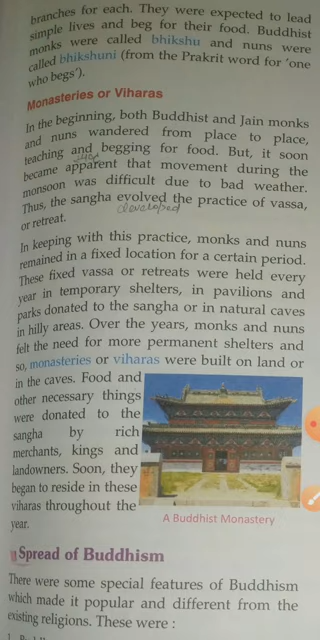 branches for each. They were expected to lead
simple lives and beg for their food. Buddhist
monks were called bhikshu and nuns were
called bhikshuni (from the Prakrit word for 'one
who begs').
Monasteries or Viharas
In the beginning, both Buddhist and Jain monks
and nuns wandered from place to place,
teaching and begging for food. But, it soon
became apparent that movement during the
monsoon was difficult due to bad weather.
Thus, the sangha evolved the practice of vassa,
developed
or retreat.
In keeping with this practice, monks and nuns
remained in a fixed location for a certain period.
These fixed vassa or retreats were held every
year in temporary shelters, in pavilions and
parks donated to the sangha or in natural caves
in hilly areas. Over the years, monks and nuns
felt the need for more permanent shelters and
so, monasteries or viharas were built on land or
in the caves. Food and
other necessary things
were donated to the
sangha by rich
merchants, kings and
landowners. Soon, they
began to reside in these
viharas throughout the
year.
A Buddhist Monastery
Spread of Buddhism
There were some special features of Buddhism
which made it popular and different from the
existing religions. These were :